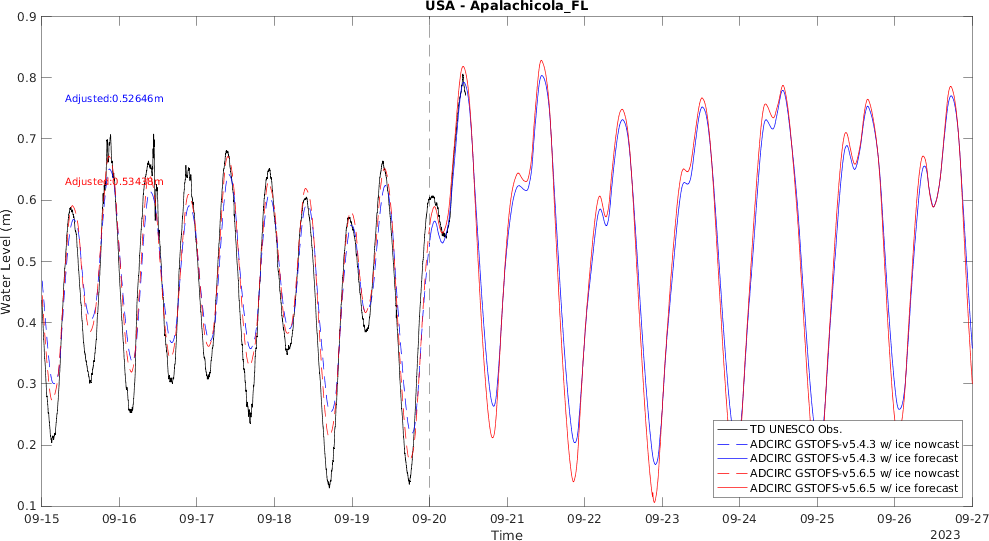 USA - Apalachicola_FL
0.9
0.8
0.7
0.6
0.5
0.4
0.3
0.2
0.1
Water Level (m)
Adjusted:0.52646m
Adjusted:0.53438m
TD UNESCO Obs.
ADCIRC GSTOFS-v5.4.3 w/ ice nowcast
ADCIRC GSTOFS-v5.4.3 w/ ice forecast
ADCIRC GSTOFS-v5.6.5 w/ ice nowcast
ADCIRC GSTOFS-v5.6.5 w/ ice forecast
09-15 09-16 09-17 09-18 09-19 09-20 09-21 09-22 09-23 09-24 09-25 09-26 09-27
Time
2023